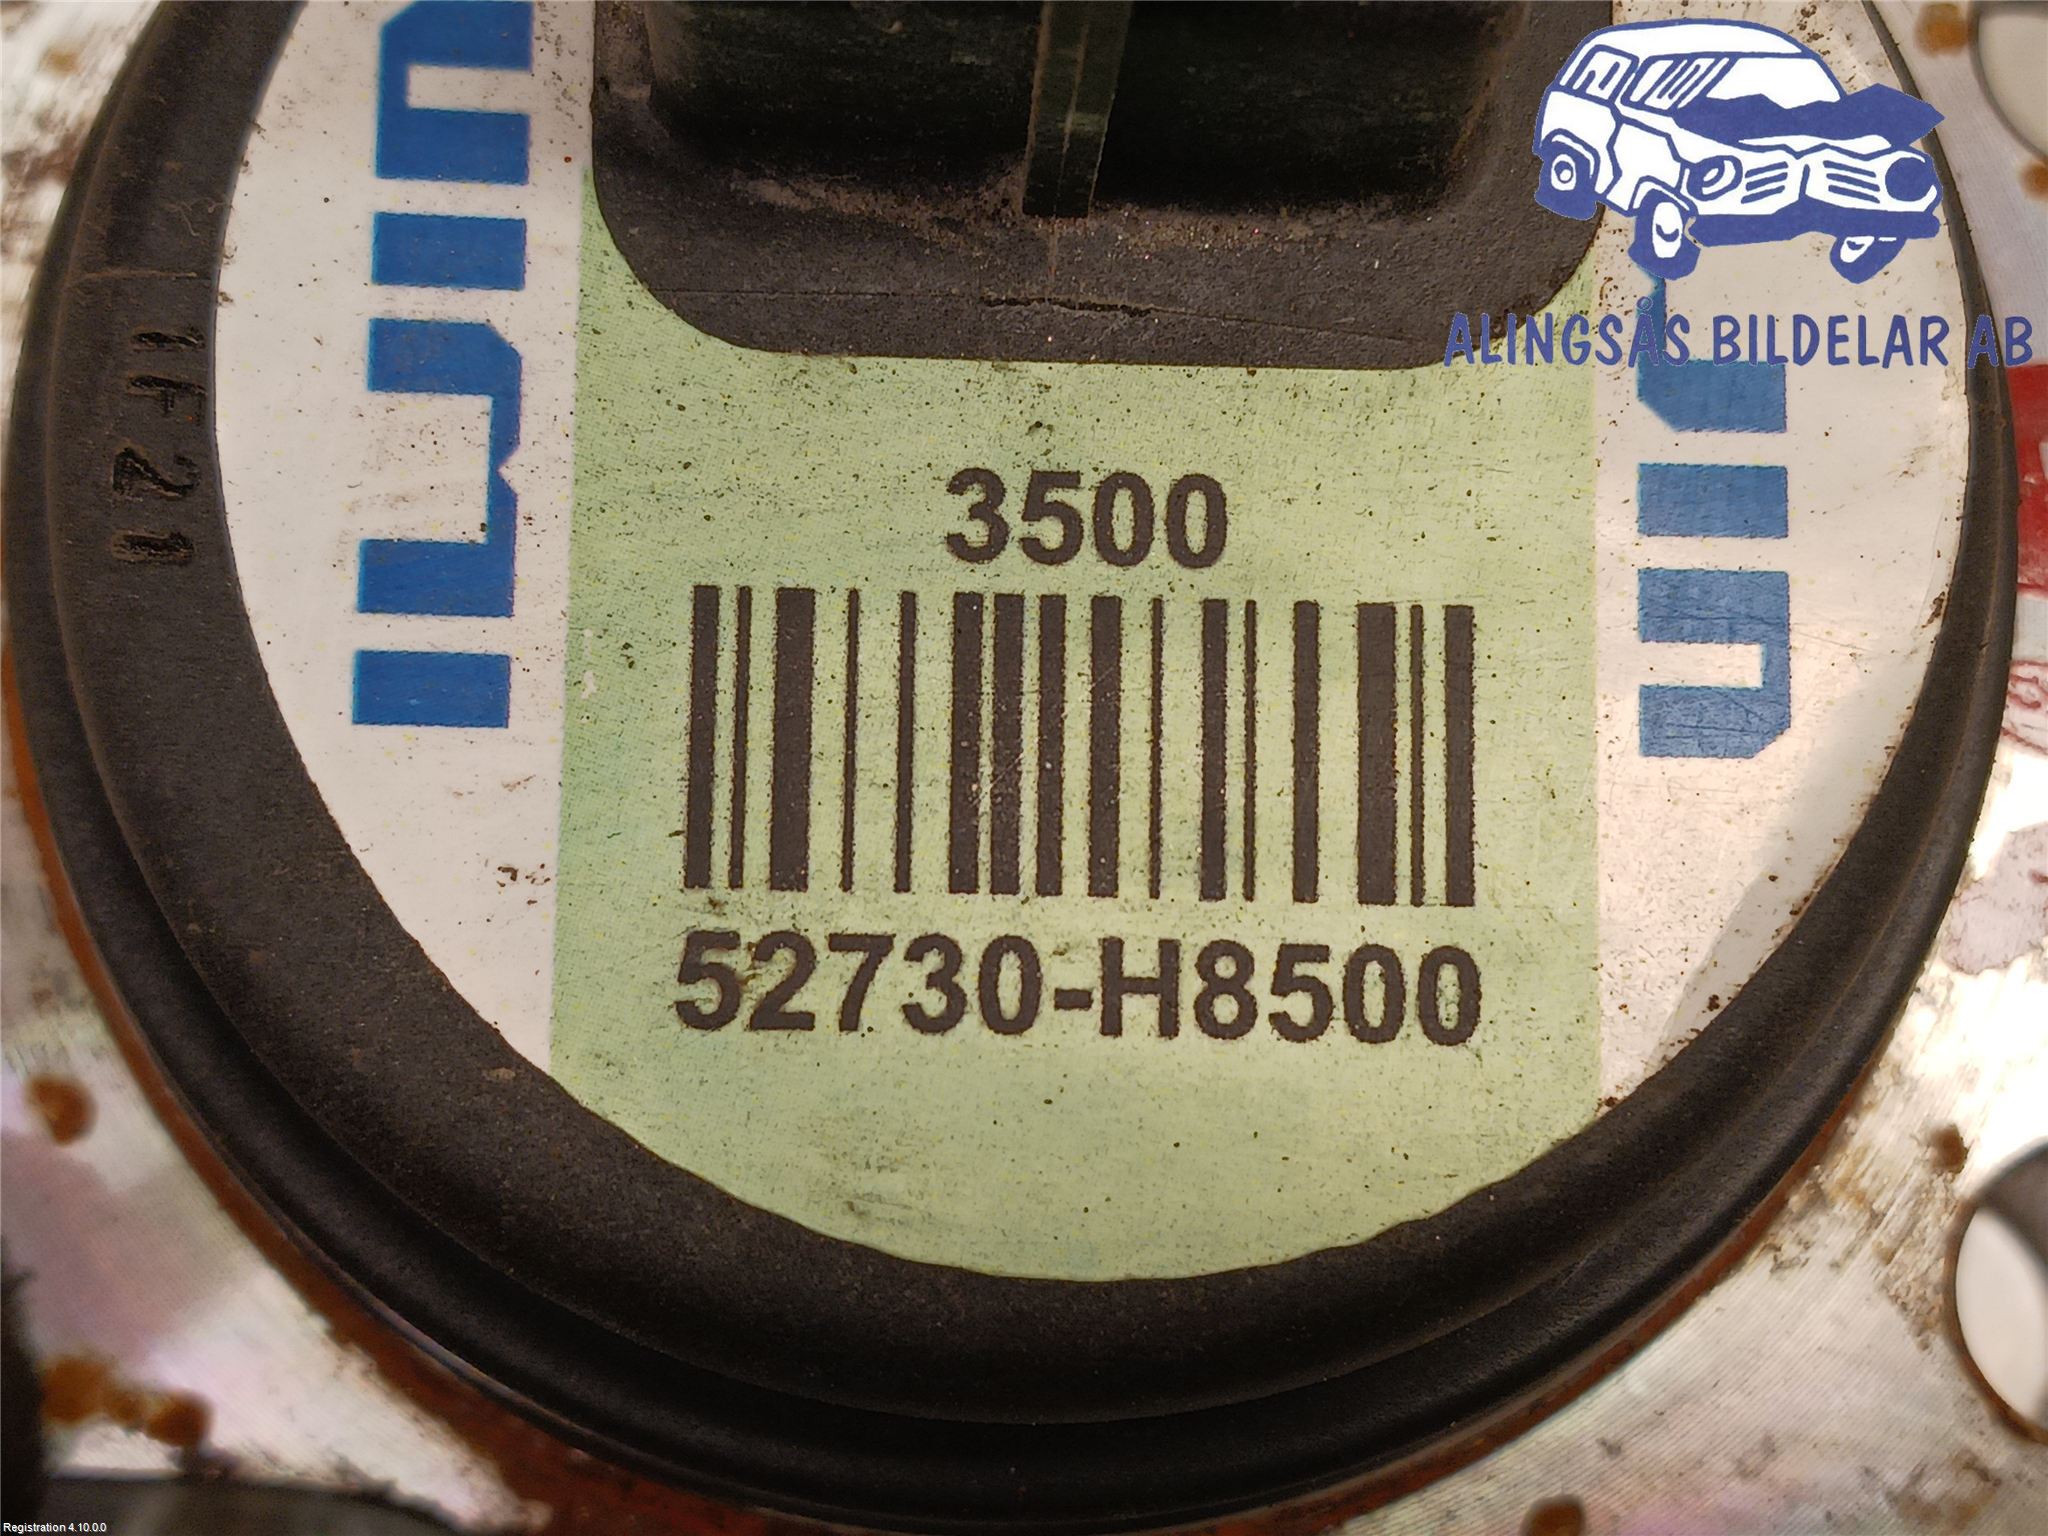 ALINGSÅS BILDELAR AB
3500
52730-H8500
1F21
Registration 4.10.0.0